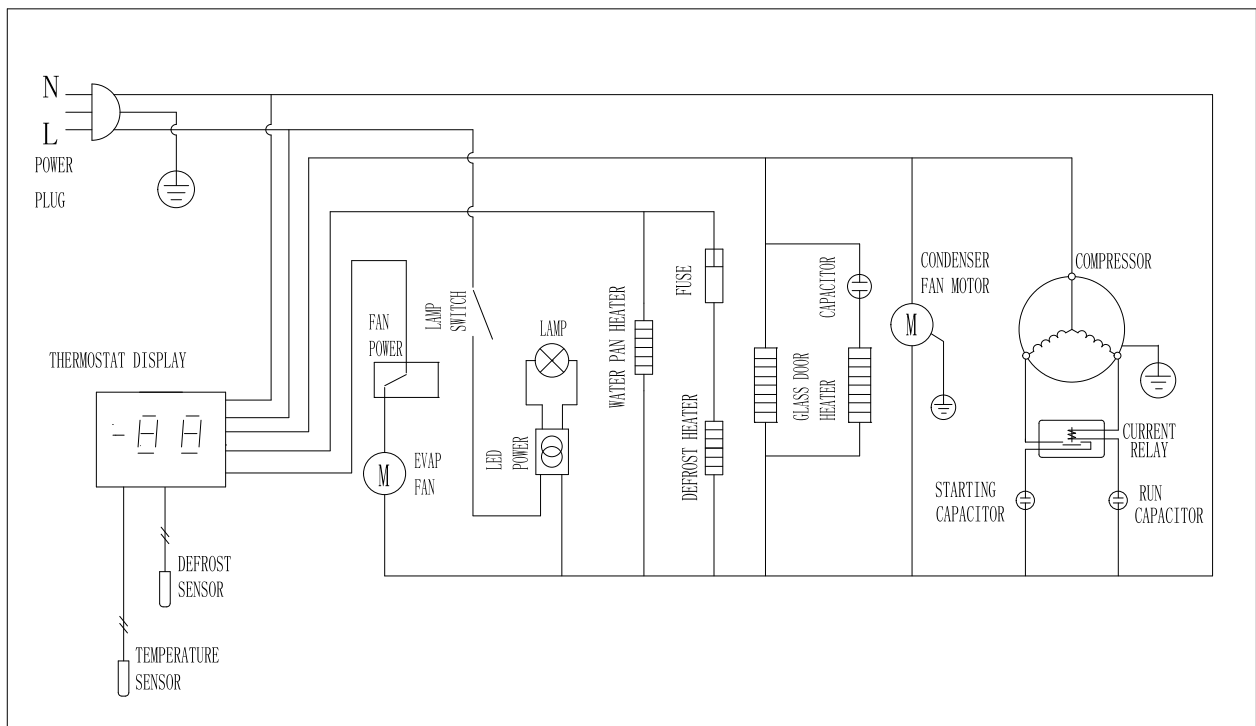 N
L
POWER
PLUG
THERMOSTAT DISPLAY
-88
DEFROST
SENSOR
TEMPERATURE
SENSOR
FAN
POWER
M
EVAP
FAN
LAMP
SWITCH
LAMP
LED
POWER
WATER PAN HEATER
FUSE
DEFROST HEATER
GLASS DOOR
HEATER
CAPACITOR
CONDENSER
FAN MOTOR
M
COMPRESSOR
CURRENT
RELAY
STARTING
CAPACITOR
RUN
CAPACITOR